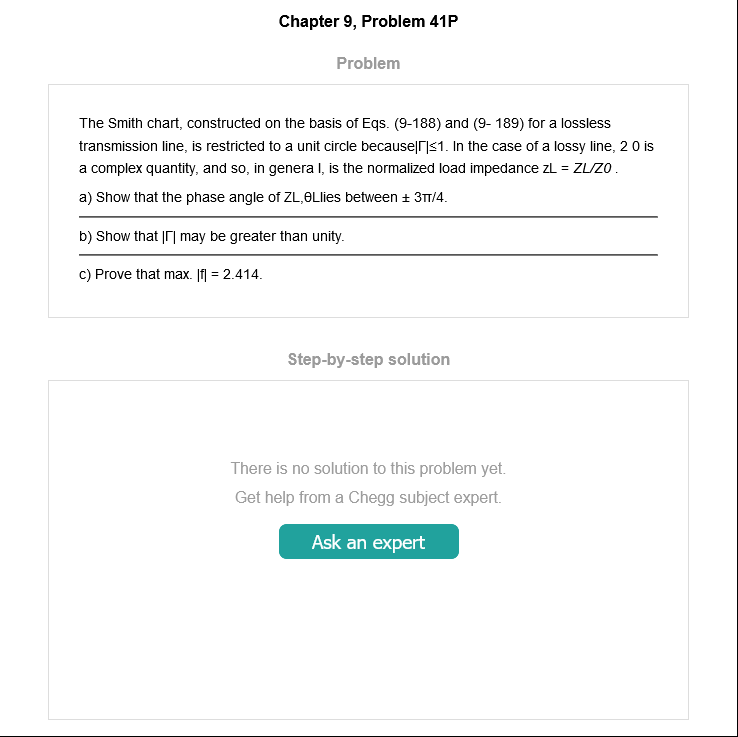 Chapter 9, Problem 41P
Problem
The Smith chart, constructed on the basis of Eqs. (9-188) and (9- 189) for a lossless
transmission line, is restricted to a unit circle because|Γ|≤1. In the case of a lossy line, 2 0 is
a complex quantity, and so, in genera l, is the normalized load impedance zL = ZL/Z0 .
a) Show that the phase angle of ZL,θLlies between ± 3π/4.
b) Show that |Γ| may be greater than unity.
c) Prove that max. |f| = 2.414.
Step-by-step solution
There is no solution to this problem yet.
Get help from a Chegg subject expert.
Ask an expert